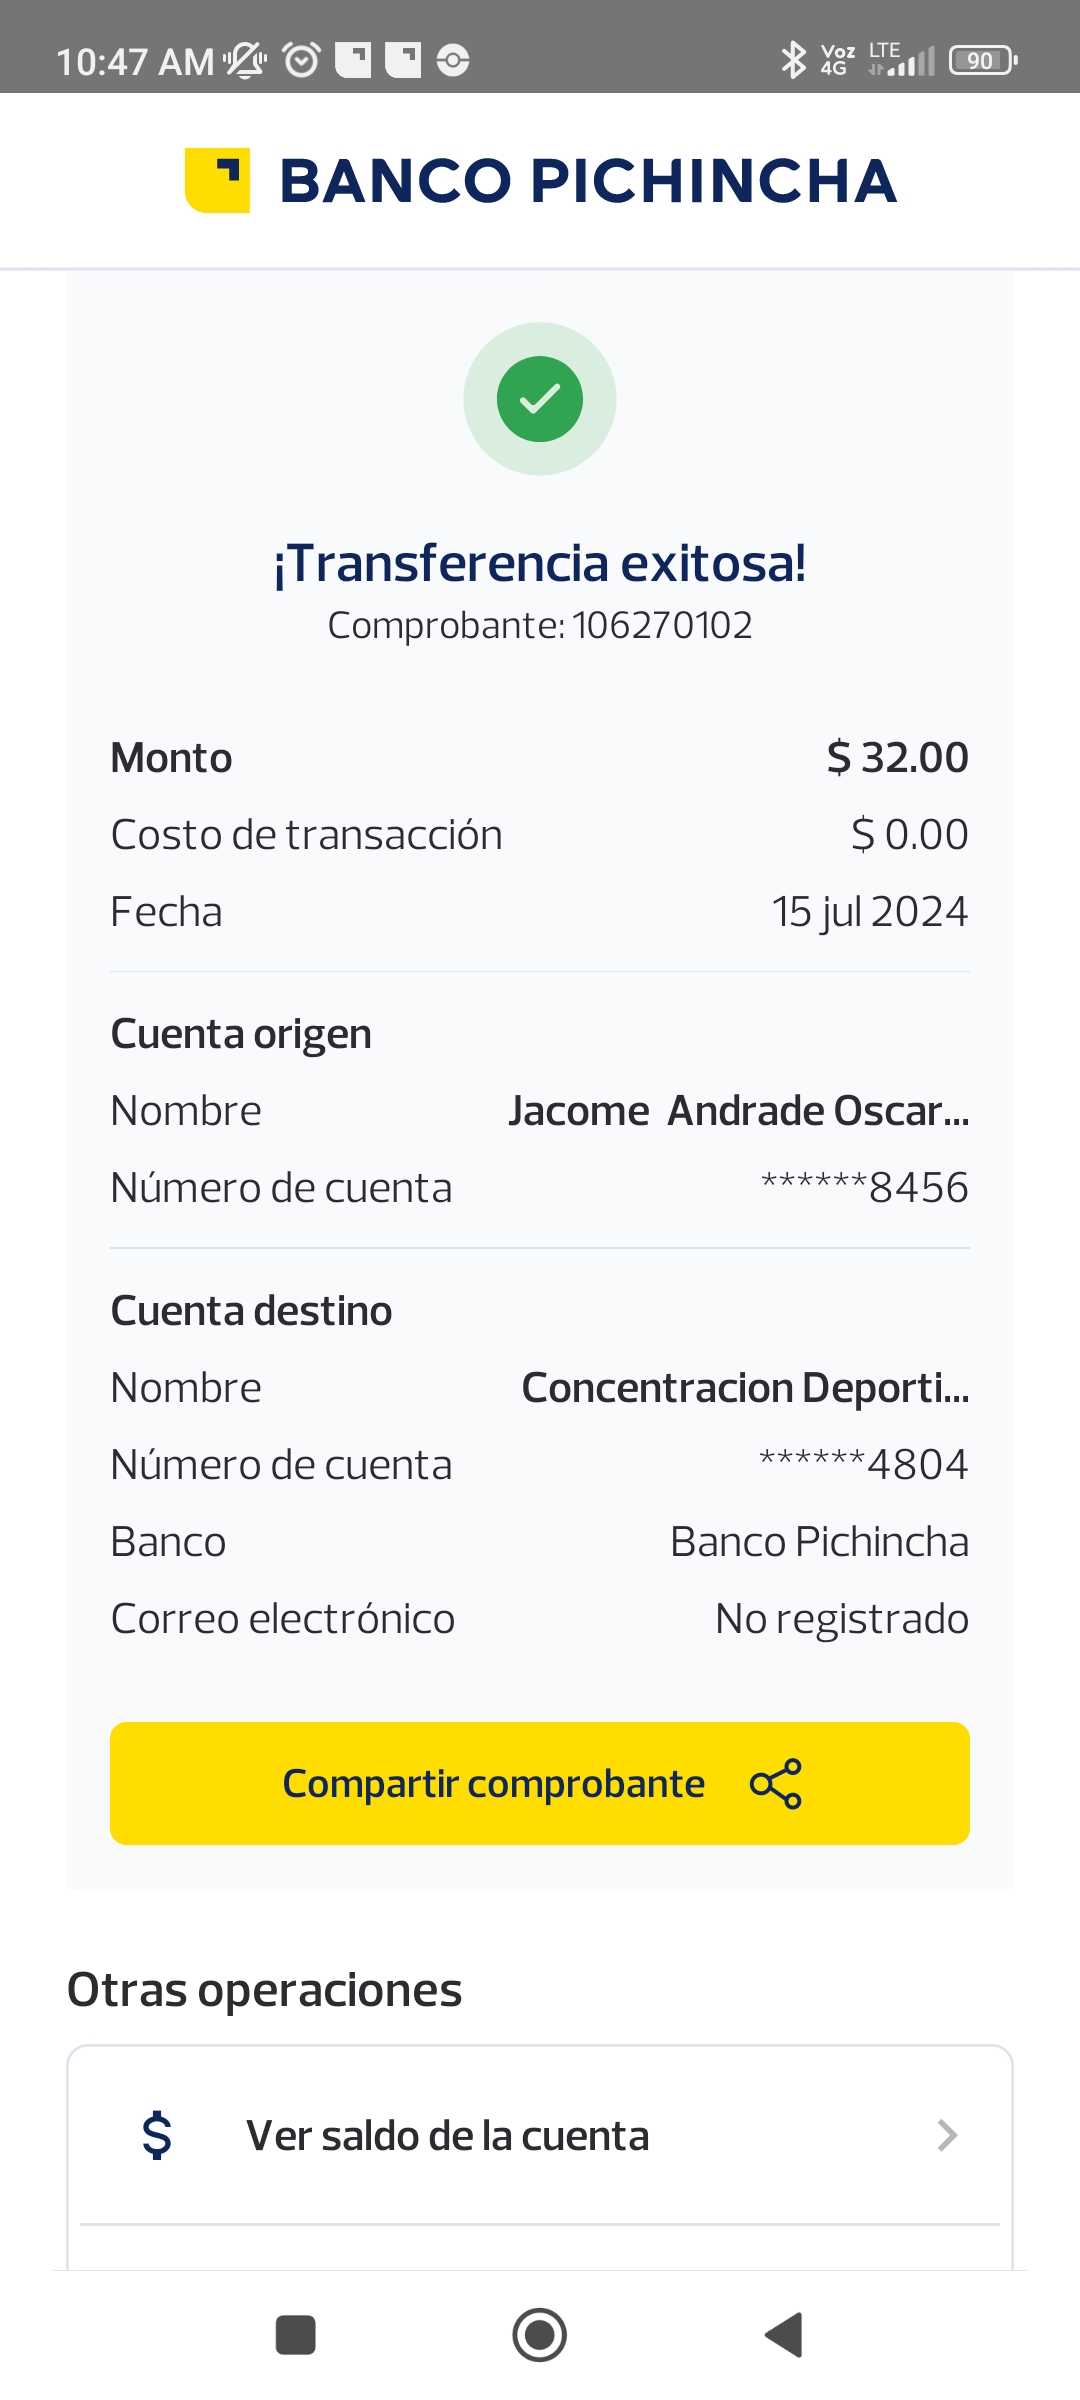 10:47 AM Voz 4G LTE 90
BANCO PICHINCHA
¡Transferencia exitosa!
Comprobante: 106270102
Monto $ 32.00
Costo de transacción $ 0.00
Fecha 15 jul 2024
Cuenta origen
Nombre Jacome  Andrade Oscar...
Número de cuenta ******8456
Cuenta destino
Nombre Concentracion Deporti...
Número de cuenta ******4804
Banco Banco Pichincha
Correo electrónico No registrado
Compartir comprobante
Otras operaciones
$ Ver saldo de la cuenta